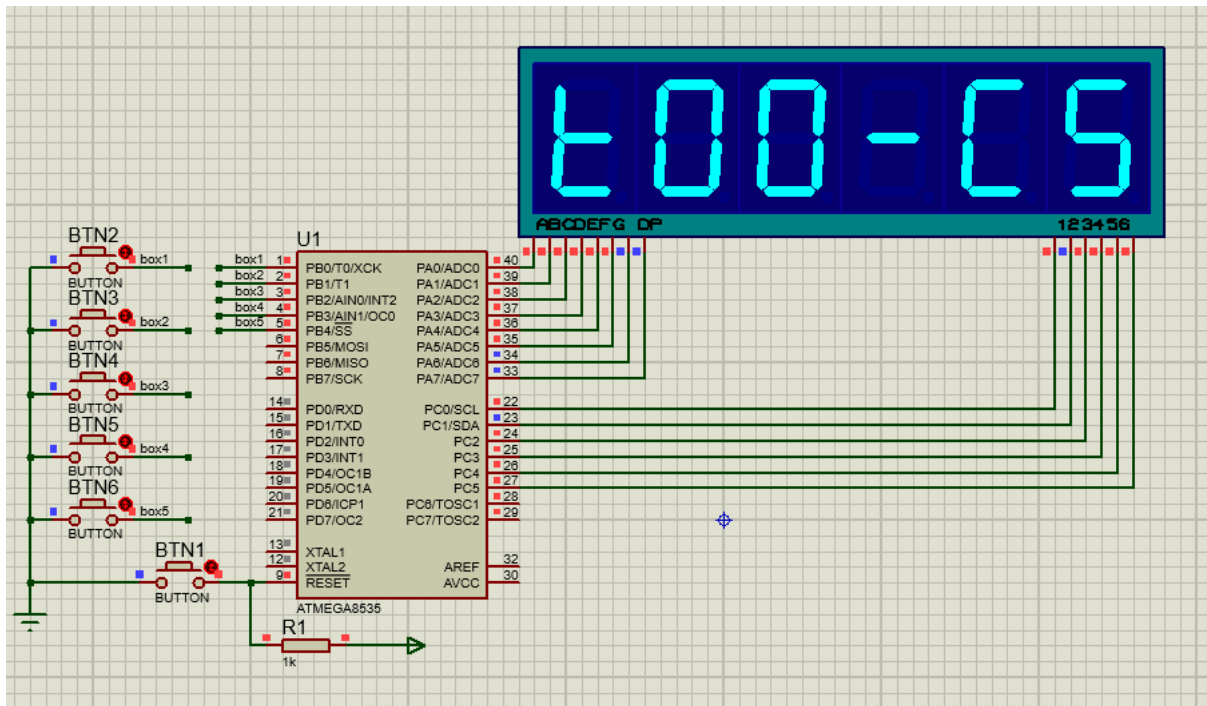 t00-C5
ABCDEFG DP
123456
U1
BTN2
box1
BUTTON
BTN3
box2
BUTTON
BTN4
box3
BUTTON
BTN5
box4
BUTTON
BTN6
box5
BUTTON
BTN1
BUTTON
box1 1 PB0/T0/XCK PA0/ADC0 40
box2 2 PB1/T1 PA1/ADC1 39
box3 3 PB2/AIN0/INT2 PA2/ADC2 38
box4 4 PB3/AIN1/OC0 PA3/ADC3 37
box5 5 PB4/SS PA4/ADC4 36
6 PB5/MOSI PA5/ADC5 35
7 PB6/MISO PA6/ADC6 34
8 PB7/SCK PA7/ADC7 33
14 PD0/RXD PC0/SCL 22
15 PD1/TXD PC1/SDA 23
16 PD2/INT0 PC2 24
17 PD3/INT1 PC3 25
18 PD4/OC1B PC4 26
19 PD5/OC1A PC5 27
20 PD6/ICP1 PC6/TOSC1 28
21 PD7/OC2 PC7/TOSC2 29
13 XTAL1
12 XTAL2 AREF 32
9 RESET AVCC 30
ATMEGA8535
R1
1k